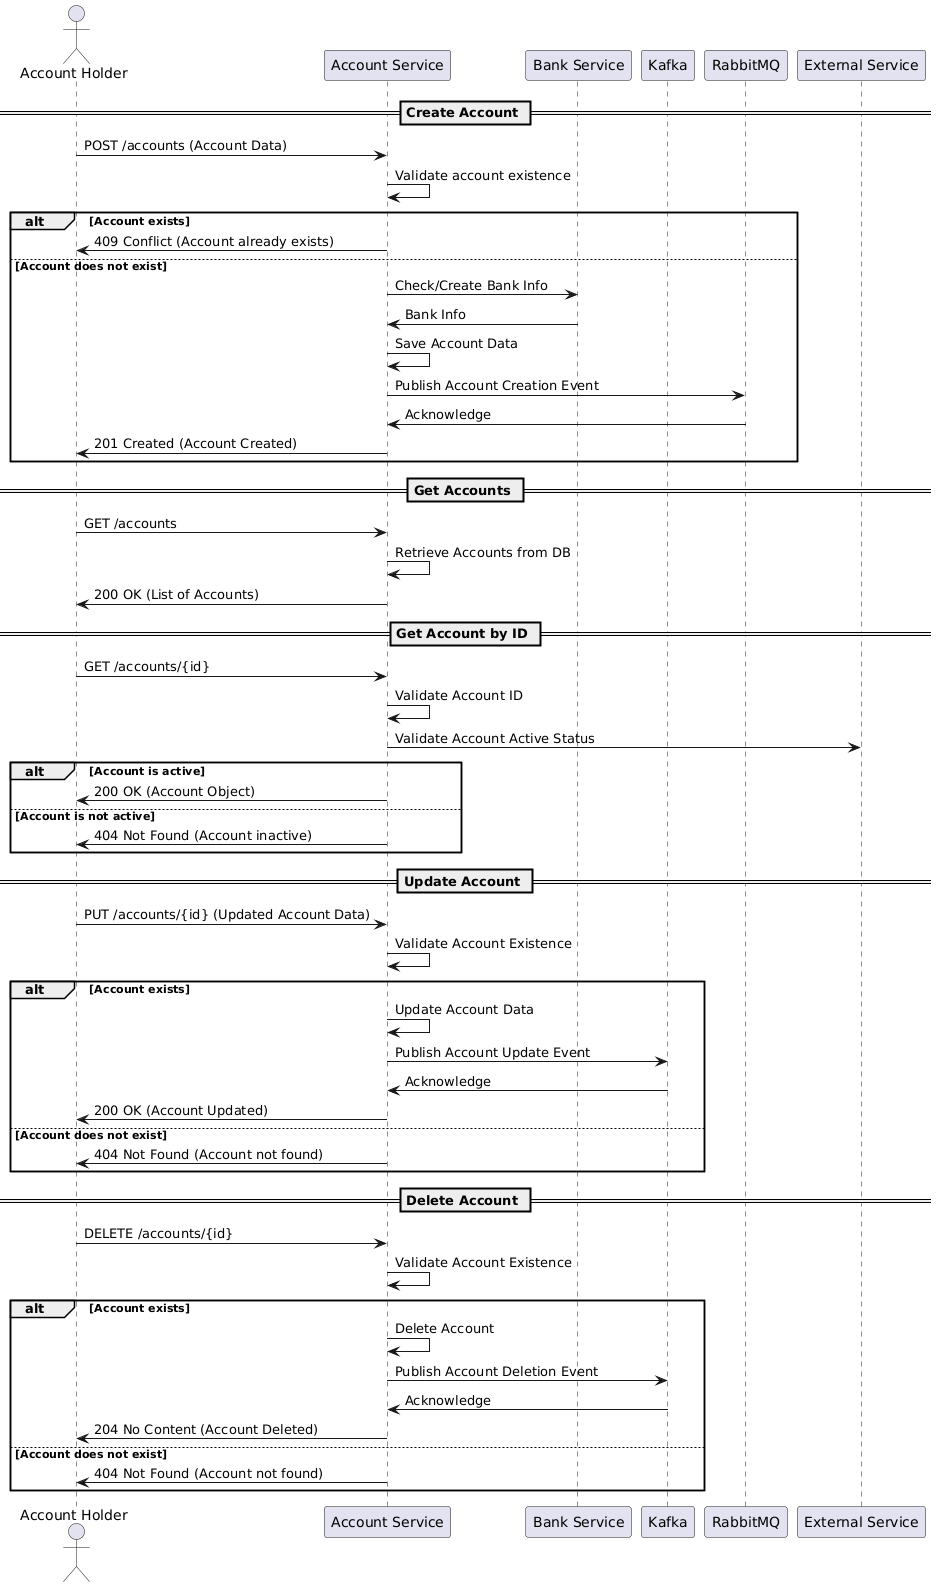 Account Holder
Account Service
Bank Service
Kafka
RabbitMQ
External Service
Create Account
POST /accounts (Account Data)
Validate account existence
alt
[Account exists]
409 Conflict (Account already exists)
[Account does not exist]
Check/Create Bank Info
Bank Info
Save Account Data
Publish Account Creation Event
Acknowledge
201 Created (Account Created)
Get Accounts
GET /accounts
Retrieve Accounts from DB
200 OK (List of Accounts)
Get Account by ID
GET /accounts/{id}
Validate Account ID
Validate Account Active Status
alt
[Account is active]
200 OK (Account Object)
[Account is not active]
404 Not Found (Account inactive)
Update Account
PUT /accounts/{id} (Updated Account Data)
Validate Account Existence
alt
[Account exists]
Update Account Data
Publish Account Update Event
Acknowledge
200 OK (Account Updated)
[Account does not exist]
404 Not Found (Account not found)
Delete Account
DELETE /accounts/{id}
Validate Account Existence
alt
[Account exists]
Delete Account
Publish Account Deletion Event
Acknowledge
204 No Content (Account Deleted)
[Account does not exist]
404 Not Found (Account not found)
Account Holder
Account Service
Bank Service
Kafka
RabbitMQ
External Service